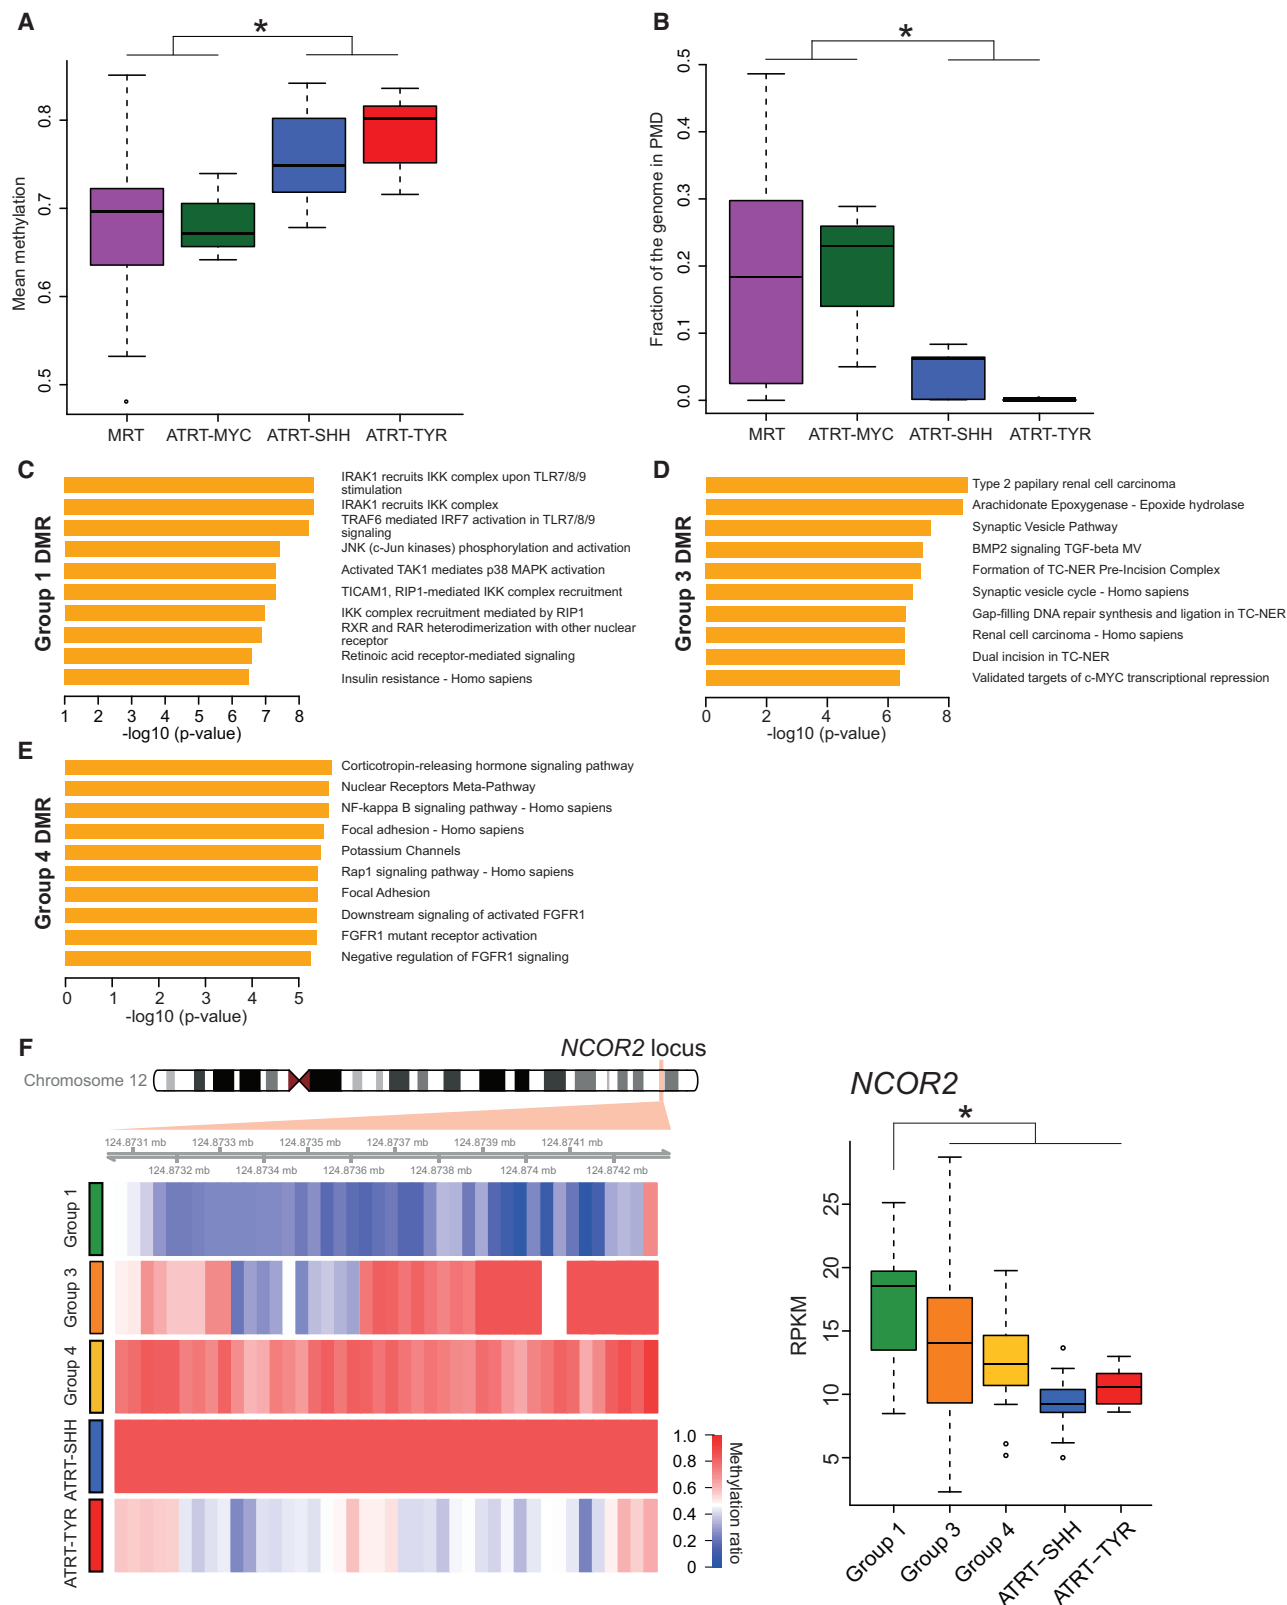 A
*
Mean methylation
0.8
0.7
0.6
0.5
MRT
ATRT-MYC
ATRT-SHH
ATRT-TYR
B
*
Fraction of the genome in PMD
0.5
0.4
0.3
0.2
0.1
0.0
MRT
ATRT-MYC
ATRT-SHH
ATRT-TYR
C
Group 1 DMR
IRAK1 recruits IKK complex upon TLR7/8/9
stimulation
IRAK1 recruits IKK complex
TRAF6 mediated IRF7 activation in TLR7/8/9
signaling
JNK (c-Jun kinases) phosphorylation and activation
Activated TAK1 mediates p38 MAPK activation
TICAM1, RIP1-mediated IKK complex recruitment
IKK complex recruitment mediated by RIP1
RXR and RAR heterodimerization with other nuclear
receptor
Retinoic acid receptor-mediated signaling
Insulin resistance - Homo sapiens
1 2 3 4 5 6 7 8
-log10 (p-value)
D
Group 3 DMR
Type 2 papilary renal cell carcinoma
Arachidonate Epoxygenase - Epoxide hydrolase
Synaptic Vesicle Pathway
BMP2 signaling TGF-beta MV
Formation of TC-NER Pre-Incision Complex
Synaptic vesicle cycle - Homo sapiens
Gap-filling DNA repair synthesis and ligation in TC-NER
Renal cell carcinoma - Homo sapiens
Dual incision in TC-NER
Validated targets of c-MYC transcriptional repression
0 2 4 6 8
-log10 (p-value)
E
Group 4 DMR
Corticotropin-releasing hormone signaling pathway
Nuclear Receptors Meta-Pathway
NF-kappa B signaling pathway - Homo sapiens
Focal adhesion - Homo sapiens
Potassium Channels
Rap1 signaling pathway - Homo sapiens
Focal Adhesion
Downstream signaling of activated FGFR1
FGFR1 mutant receptor activation
Negative regulation of FGFR1 signaling
0 1 2 3 4 5
-log10 (p-value)
F
NCOR2 locus
Chromosome 12
124.8731 mb 124.8733 mb 124.8735 mb 124.8737 mb 124.8739 mb 124.8741 mb
124.8732 mb 124.8734 mb 124.8736 mb 124.8738 mb 124.874 mb 124.8742 mb
Group 1
Group 3
Group 4
ATRT-SHH
ATRT-TYR
1.0
0.8
0.6
0.4
0.2
0
Methylation ratio
NCOR2
*
RPKM
25
20
15
10
5
Group 1
Group 3
Group 4
ATRT-SHH
ATRT-TYR